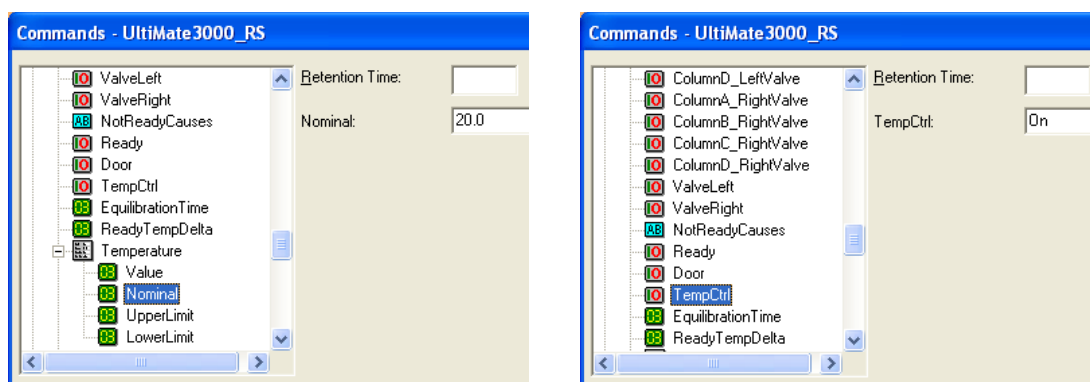 Commands - UltiMate3000_RS
ValveLeft
ValveRight
AB NotReadyCauses
Ready
Door
TempCtrl
EquilibrationTime
ReadyTempDelta
Temperature
Value
Nominal
UpperLimit
LowerLimit
Retention Time:
Nominal:
20.0
Commands - UltiMate3000_RS
ColumnD_LeftValve
ColumnA_RightValve
ColumnB_RightValve
ColumnC_RightValve
ColumnD_RightValve
ValveLeft
ValveRight
AB NotReadyCauses
Ready
Door
TempCtrl
EquilibrationTime
ReadyTempDelta
Retention Time:
TempCtrl:
On